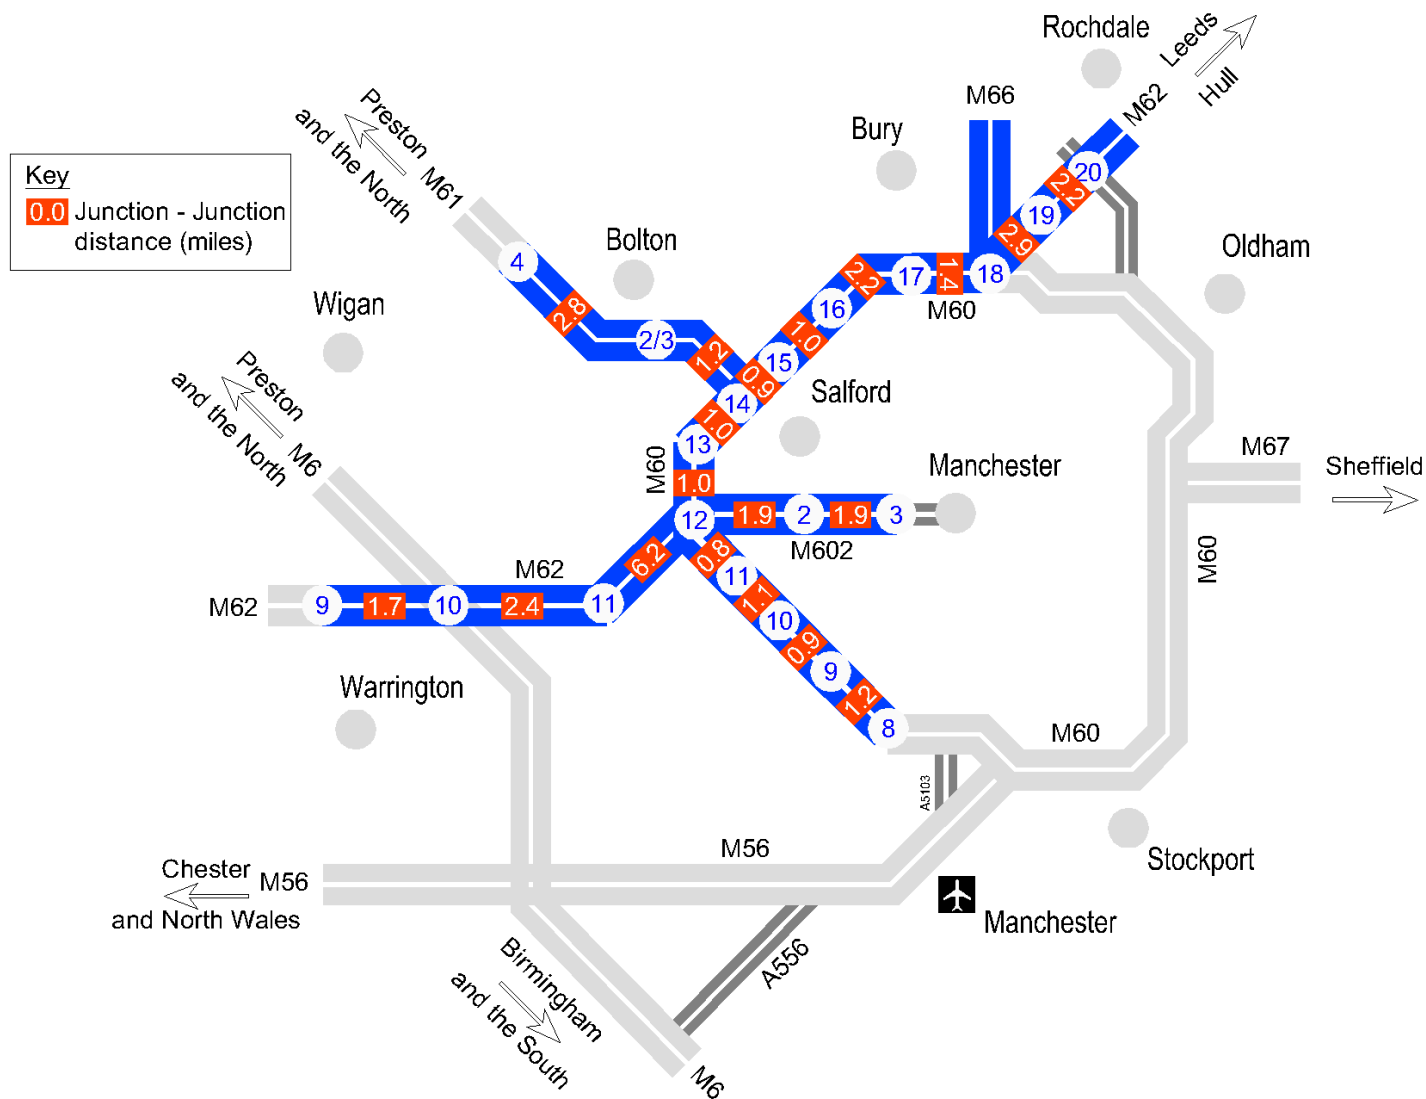 Rochdale
Leeds
Hull
M62
M66
Bury
20
2.2
19
2.9
Preston
and the North
M61
Key
0.0 Junction - Junction
distance (miles)
Bolton
Oldham
4
2.8
2/3
1.2
2.2
17
1.4
18
M60
16
1.0
15
0.9
14
1.0
13
Wigan
Salford
Preston
and the North
M6
M60
1.0
Manchester
M67
Sheffield
12
1.9
2
1.9
3
M602
M60
6.2
0.8
11
1.1
10
0.9
9
1.2
8
M62
M62
9
1.7
10
2.4
11
Warrington
M60
A5103
Stockport
M56
Chester
and North Wales
M56
Manchester
A556
Birmingham
and the South
M6